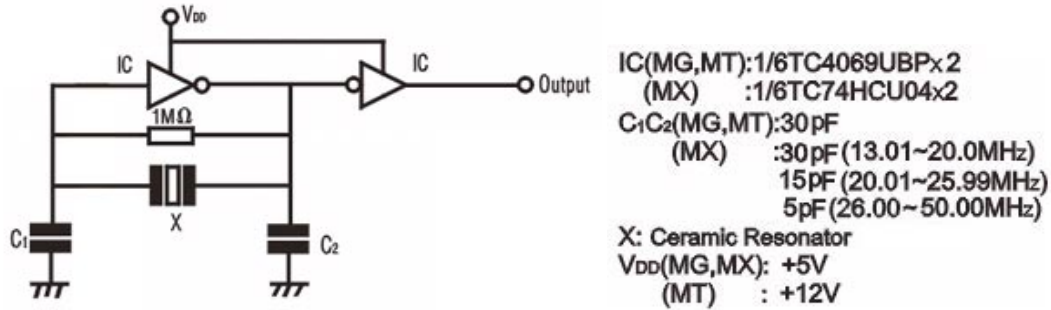 VDD
IC
IC
Output
1MΩ
X
C1
C2
IC(MG,MT):1/6TC4069UBPx2
(MX) :1/6TC74HCU04x2
C1C2(MG,MT):30pF
(MX) :30pF(13.01~20.0MHz)
15pF(20.01~25.99MHz)
5pF(26.00~50.00MHz)
X: Ceramic Resonator
VDD(MG,MX): +5V
(MT) : +12V